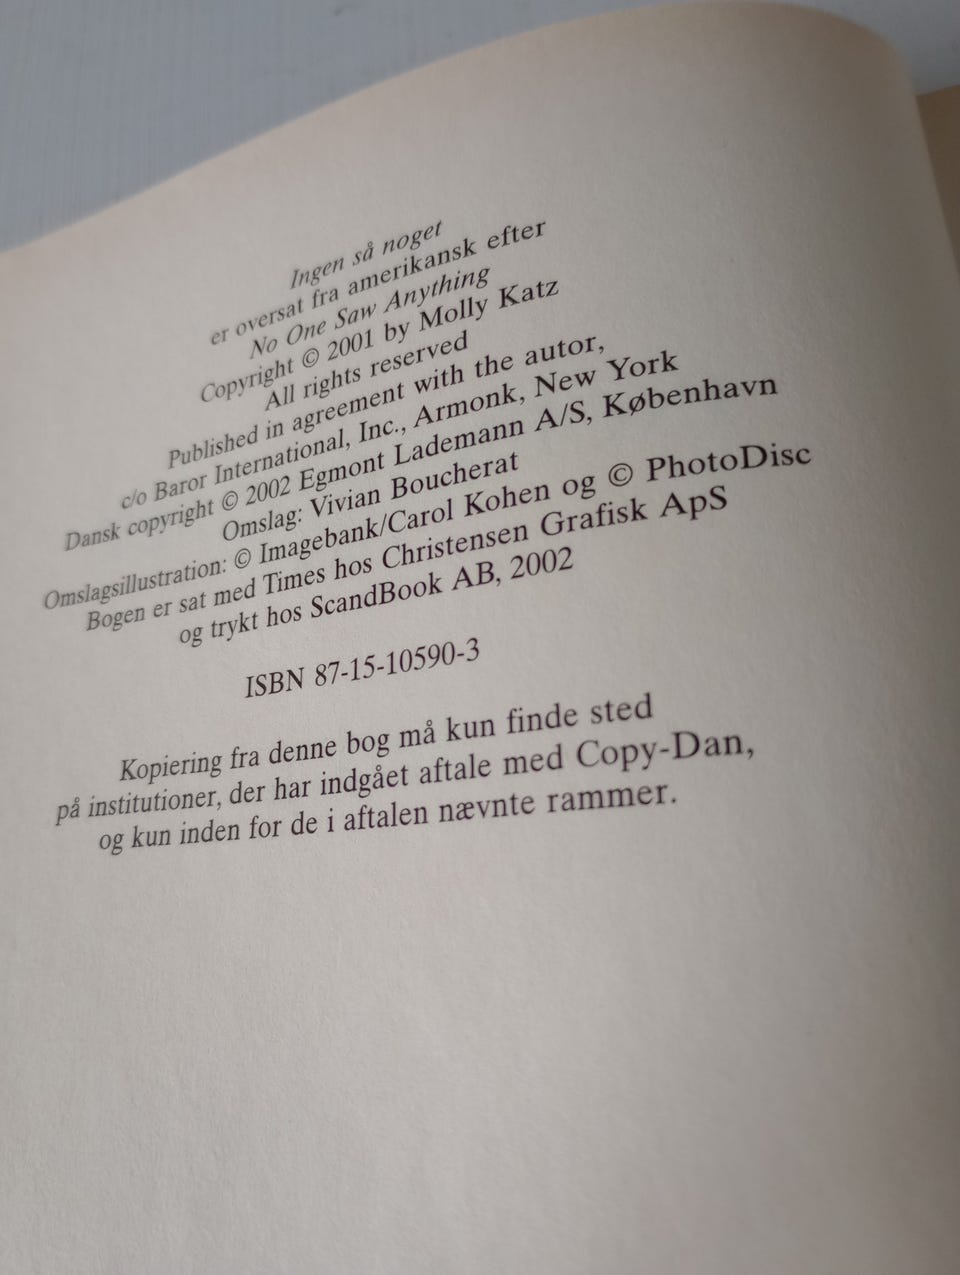 Ingen så noget
er oversat fra amerikansk efter
No One Saw Anything
Copyright © 2001 by Molly Katz
All rights reserved
Published in agreement with the autor,
c/o Baror International, Inc., Armonk, New York
Dansk copyright © 2002 Egmont Lademann A/S, København
Omslag: Vivian Boucherat
Omslagsillustration: © Imagebank/Carol Kohen og © PhotoDisc
Bogen er sat med Times hos Christensen Grafisk ApS
og trykt hos ScandBook AB, 2002
ISBN 87-15-10590-3
Kopiering fra denne bog må kun finde sted
på institutioner, der har indgået aftale med Copy-Dan,
og kun inden for de i aftalen nævnte rammer.